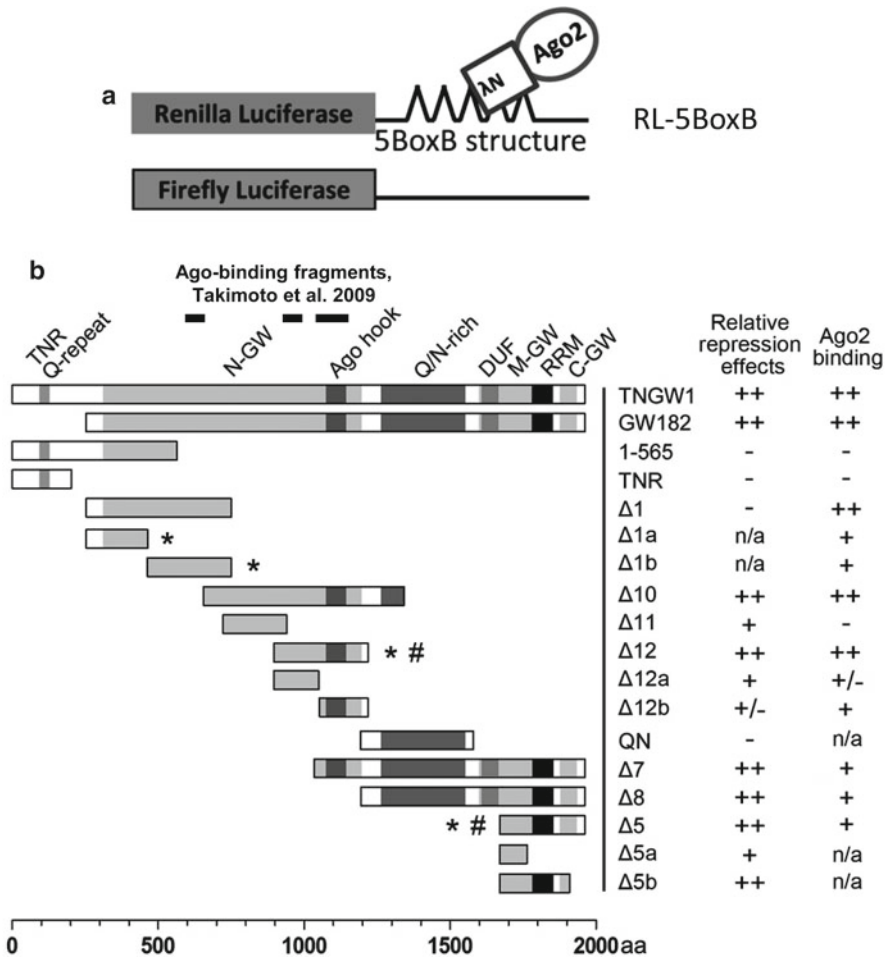 a
Renilla Luciferase
λN
Ago2
5BoxB structure
RL-5BoxB
Firefly Luciferase
b
Ago-binding fragments,
Takimoto et al. 2009
TNR
Q-repeat
N-GW
Ago hook
Q/N-rich
DUF
M-GW
RRM
C-GW
Relative
repression
effects
Ago2
binding
TNGW1 ++ ++
GW182 ++ ++
1-565 - -
TNR - -
Δ1 - ++
* Δ1a n/a +
* Δ1b n/a +
Δ10 ++ ++
Δ11 + -
* # Δ12 ++ ++
Δ12a + +/-
Δ12b +/- +
QN - n/a
Δ7 ++ +
Δ8 ++ +
* # Δ5 ++ +
Δ5a + n/a
Δ5b ++ n/a
0 500 1000 1500 2000aa